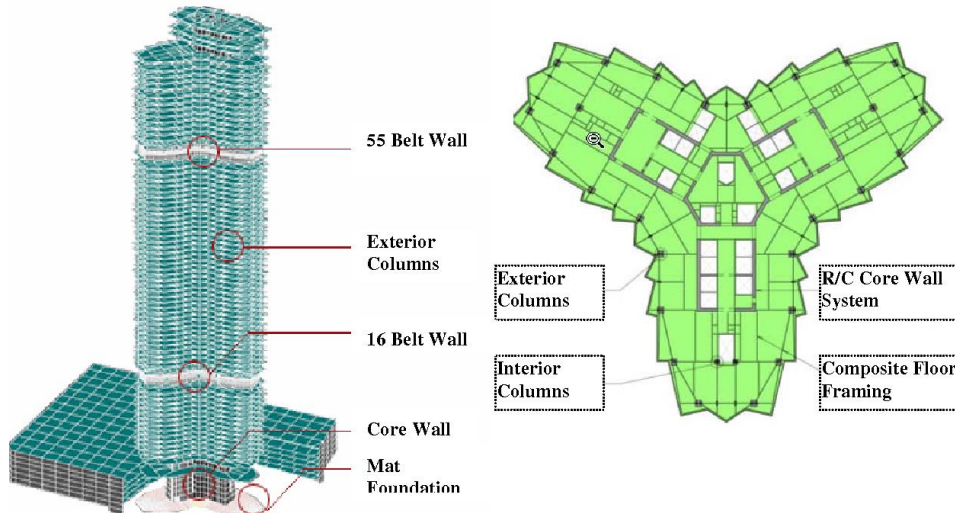 55 Belt Wall
Exterior
Columns
16 Belt Wall
Core Wall
Mat
Foundation
Exterior
Columns
R/C Core Wall
System
Interior
Columns
Composite Floor
Framing